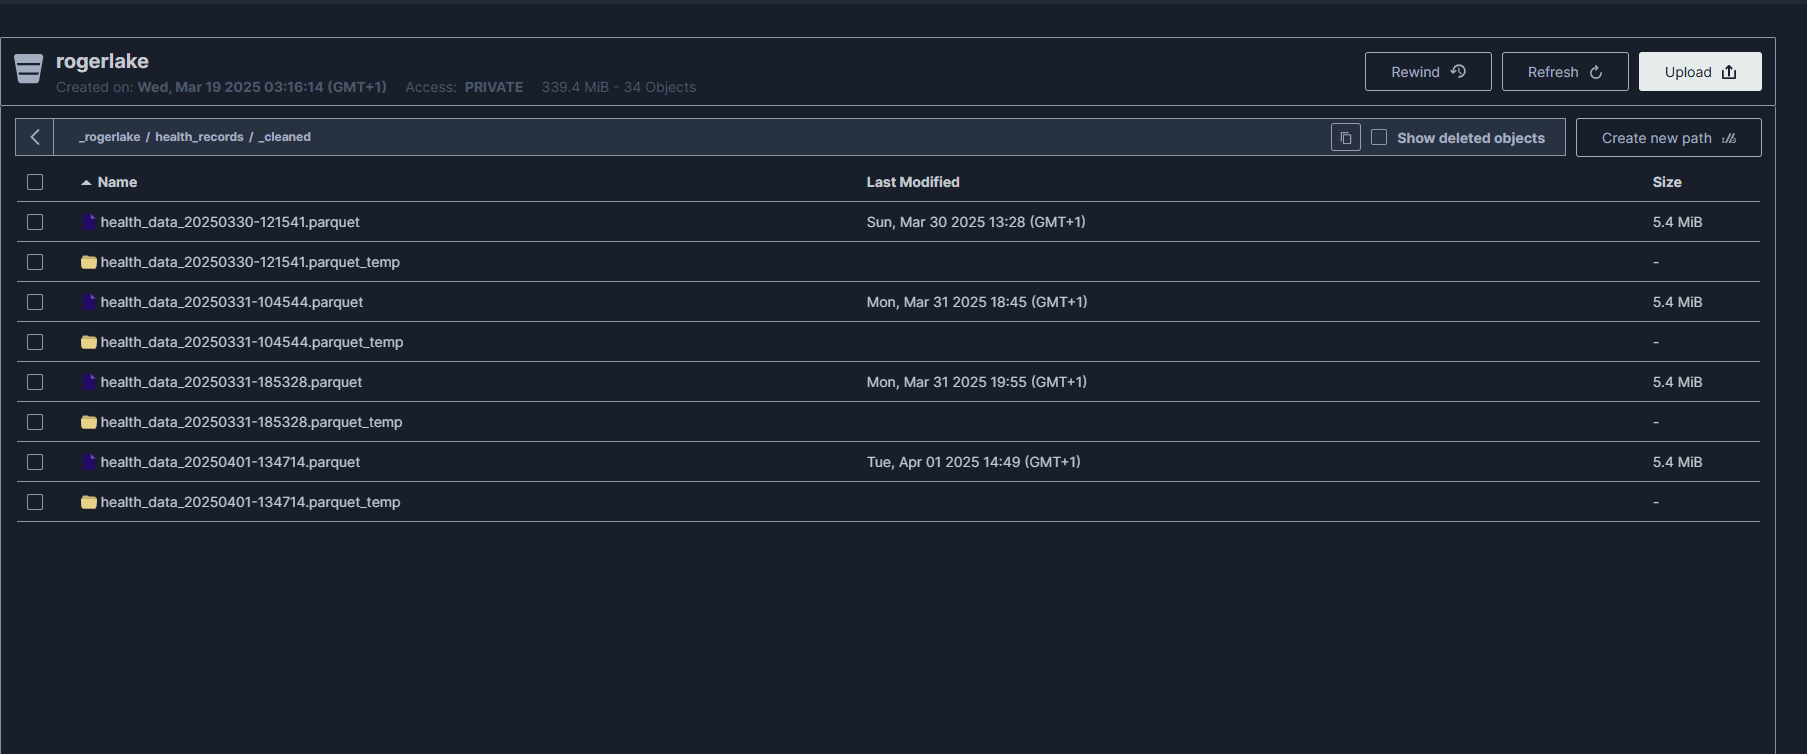 rogerlake
Created on: Wed, Mar 19 2025 03:16:14 (GMT+1) Access: PRIVATE 339.4 MiB - 34 Objects
Rewind Refresh Upload
_rogerlake / health_records / _cleaned
Show deleted objects Create new path
Name Last Modified Size
health_data_20250330-121541.parquet Sun, Mar 30 2025 13:28 (GMT+1) 5.4 MiB
health_data_20250330-121541.parquet_temp -
health_data_20250331-104544.parquet Mon, Mar 31 2025 18:45 (GMT+1) 5.4 MiB
health_data_20250331-104544.parquet_temp -
health_data_20250331-185328.parquet Mon, Mar 31 2025 19:55 (GMT+1) 5.4 MiB
health_data_20250331-185328.parquet_temp -
health_data_20250401-134714.parquet Tue, Apr 01 2025 14:49 (GMT+1) 5.4 MiB
health_data_20250401-134714.parquet_temp -